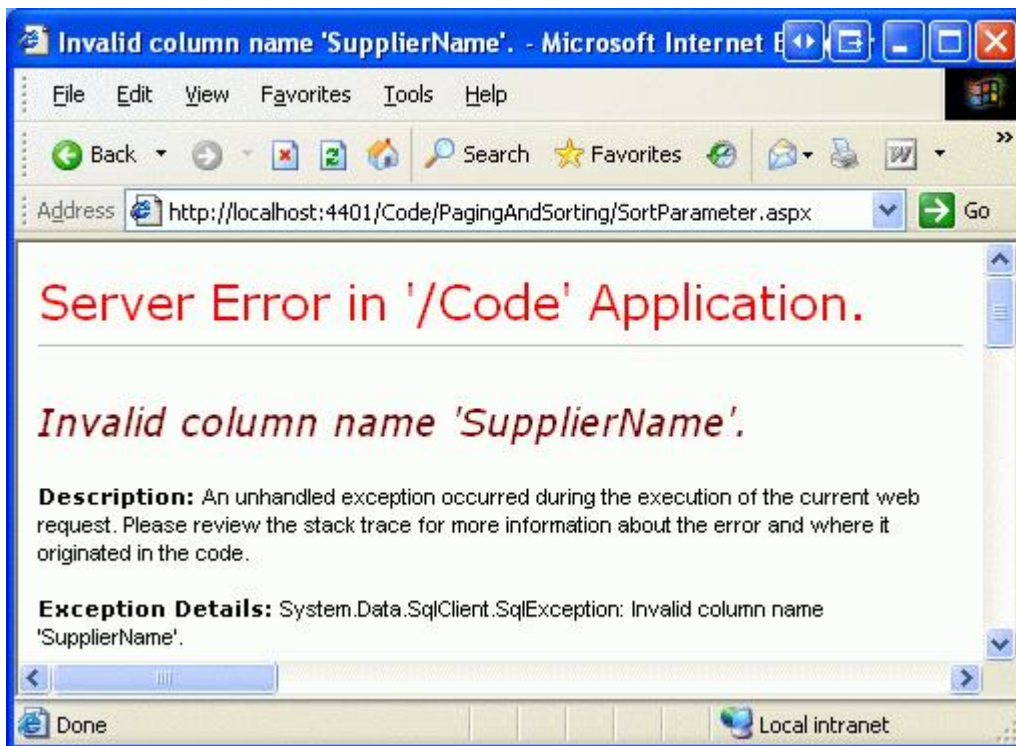 Invalid column name 'SupplierName'. - Microsoft Internet E
File Edit View Favorites Tools Help
Back Search Favorites W
Address http://localhost:4401/Code/PagingAndSorting/SortParameter.aspx Go
Server Error in '/Code' Application.
Invalid column name 'SupplierName'.
Description: An unhandled exception occurred during the execution of the current web
request. Please review the stack trace for more information about the error and where it
originated in the code.
Exception Details: System.Data.SqlClient.SqlException: Invalid column name
'SupplierName'.
Done Local intranet